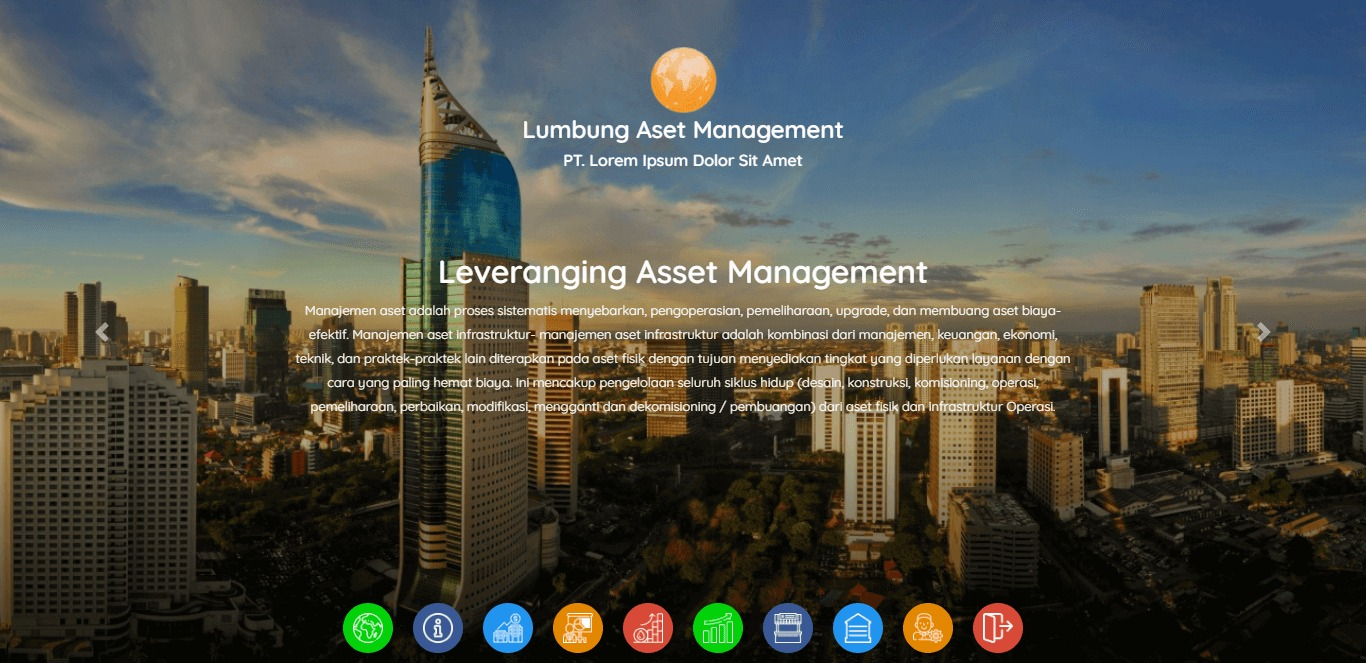 Lumbung Aset Management
PT. Lorem Ipsum Dolor Sit Amet
Leveranging Asset Management
Manajemen aset adalah proses sistematis menyebarkan, pengoperasian, pemeliharaan, upgrade, dan membuang aset biaya-
efektif. Manajemen aset infrastruktur- manajemen aset infrastruktur adalah kombinasi dari manajemen, keuangan, ekonomi,
teknik, dan praktek-praktek lain diterapkan pada aset fisik dengan tujuan menyediakan tingkat yang diperlukan layanan dengan
cara yang paling hemat biaya. Ini mencakup pengelolaan seluruh siklus hidup (desain, konstruksi, komisioning, operasi,
pemeliharaan, perbaikan, modifikasi, mengganti dan dekomisioning / pembuangan) dari aset fisik dan infrastruktur Operasi.